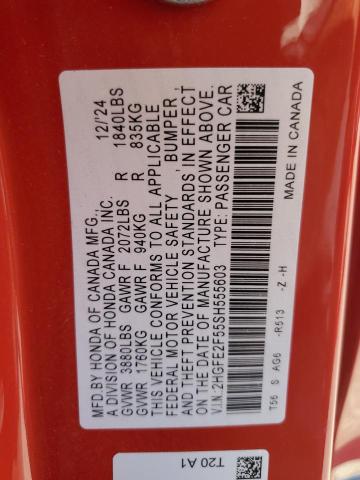 MFD.BY HONDA OF CANADA MFG., 12/'24
A DIVISION OF HONDA CANADA INC.
GVWR 3880LBS GAWR F 2072LBS R 1840LBS
GVWR 1760KG GAWR F 940KG R 835KG
THIS VEHICLE CONFORMS TO ALL APPLICABLE
FEDERAL MOTOR VEHICLE SAFETY, BUMPER,
AND THEFT PREVENTION STANDARDS IN EFFECT
ON THE DATE OF MANUFACTURE SHOWN ABOVE.
V.I.N: 2HGFE2F55SH555603 TYPE: PASSENGER CAR
T56 S AG6 -R513 -Z -H MADE IN CANADA
T20 A1